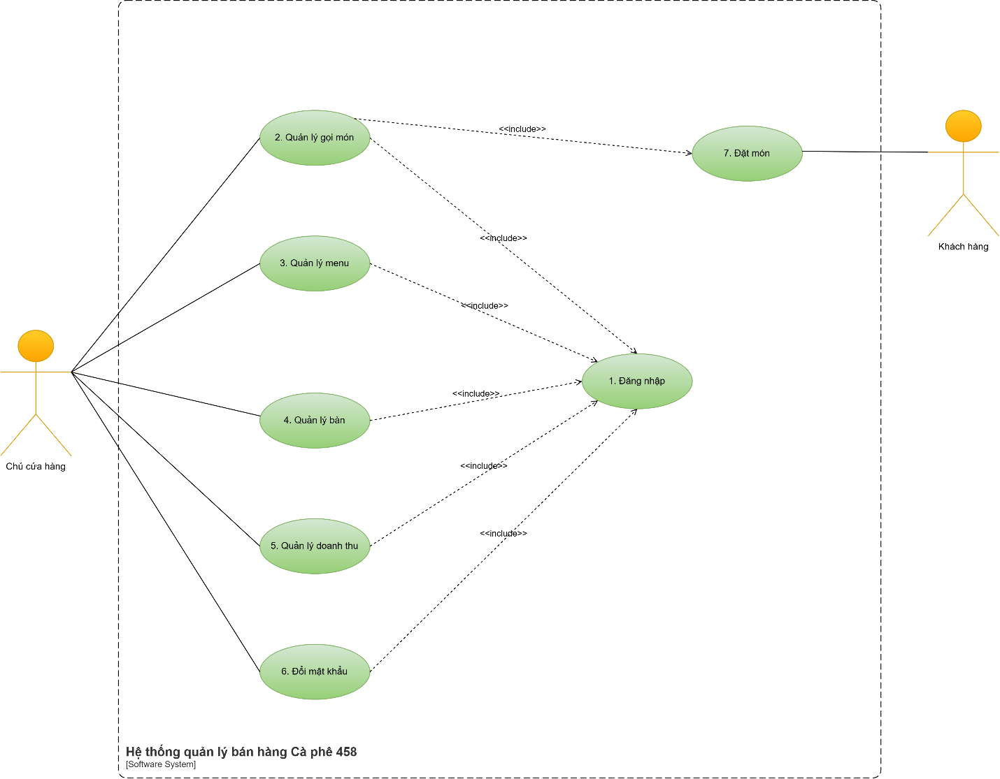 <<include>>
2. Quản lý gọi món
7. Đặt món
<<include>>
Khách hàng
3. Quản lý menu
<<include>>
1. Đăng nhập
<<include>>
4. Quản lý bàn
Chủ cửa hàng
<<include>>
<<include>>
5. Quản lý doanh thu
6. Đổi mật khẩu
Hệ thống quản lý bán hàng Cà phê 458
[Software System]